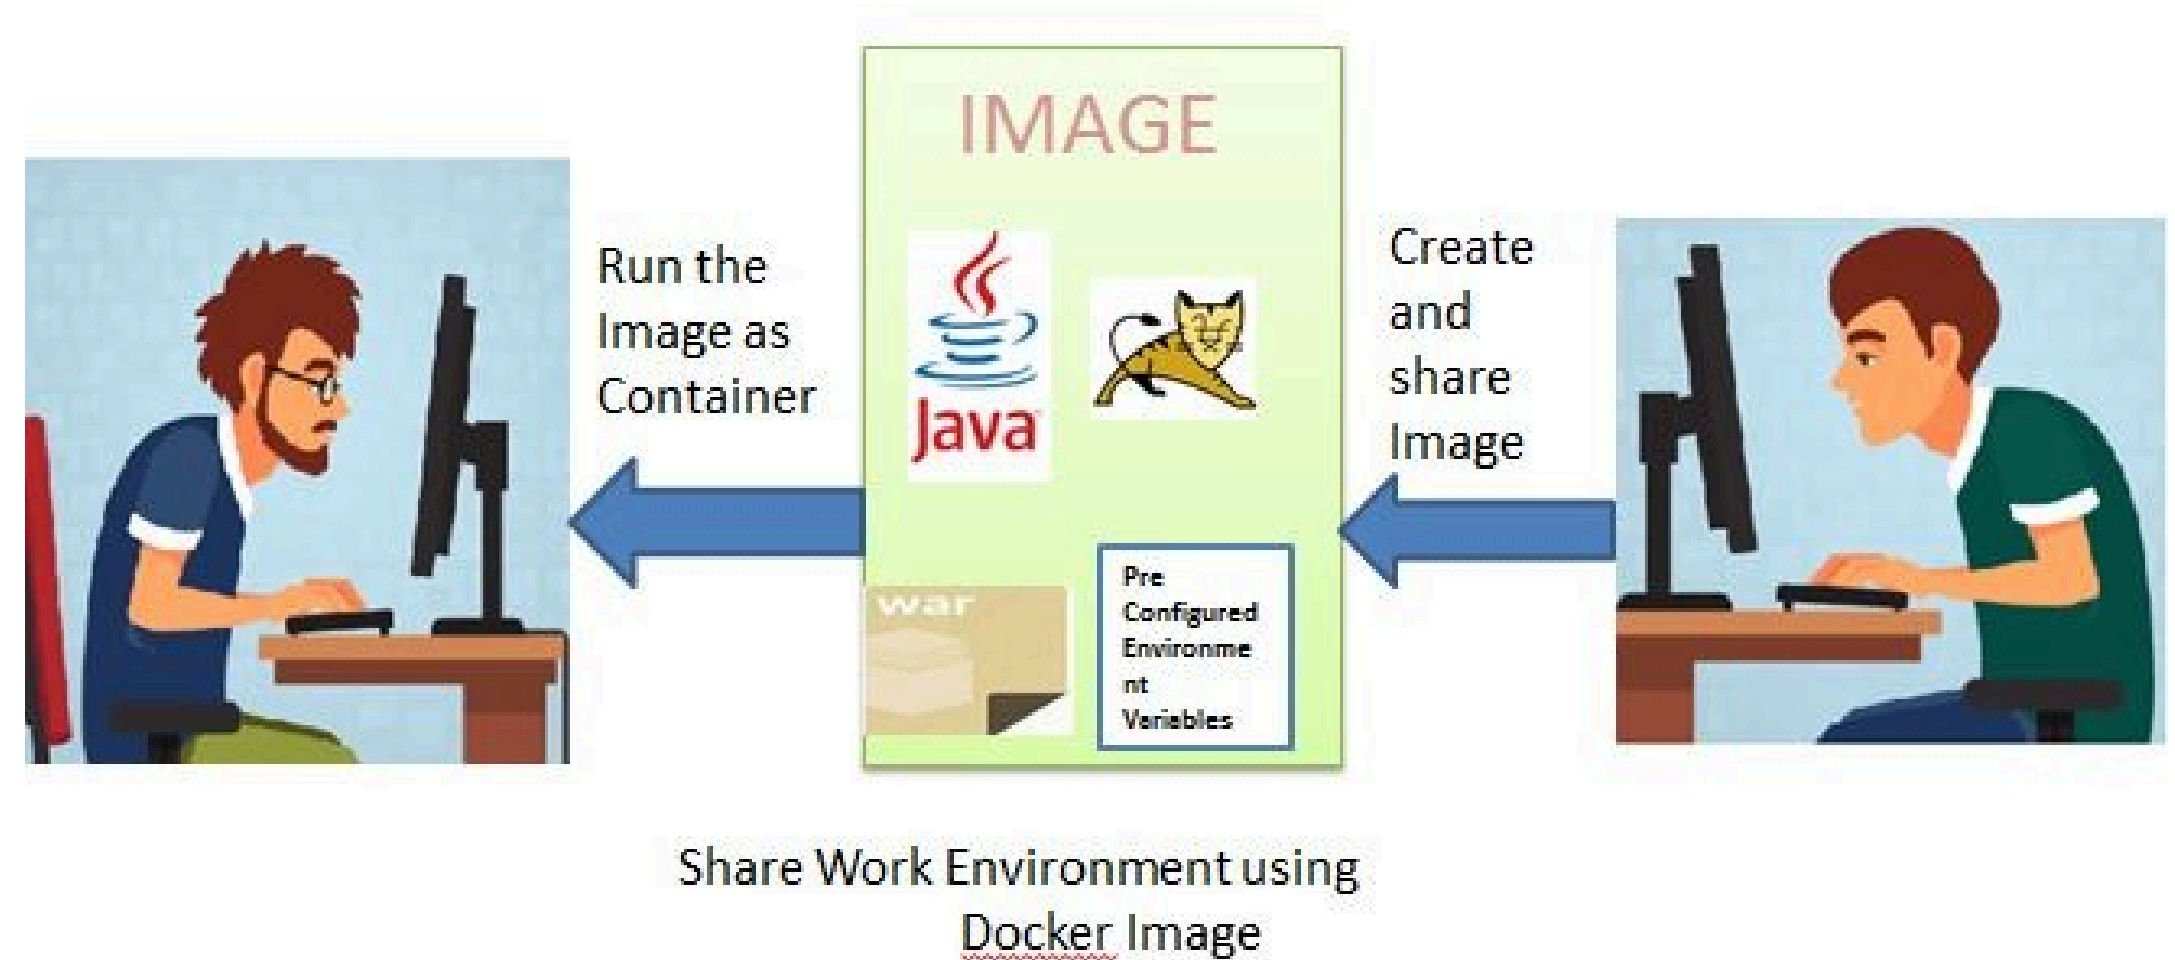 IMAGE
Run the
Image as
Container
Create
and
share
Image
Java
war
Pre
Configured
Environme
nt
Variables
Share Work Environment using
Docker Image